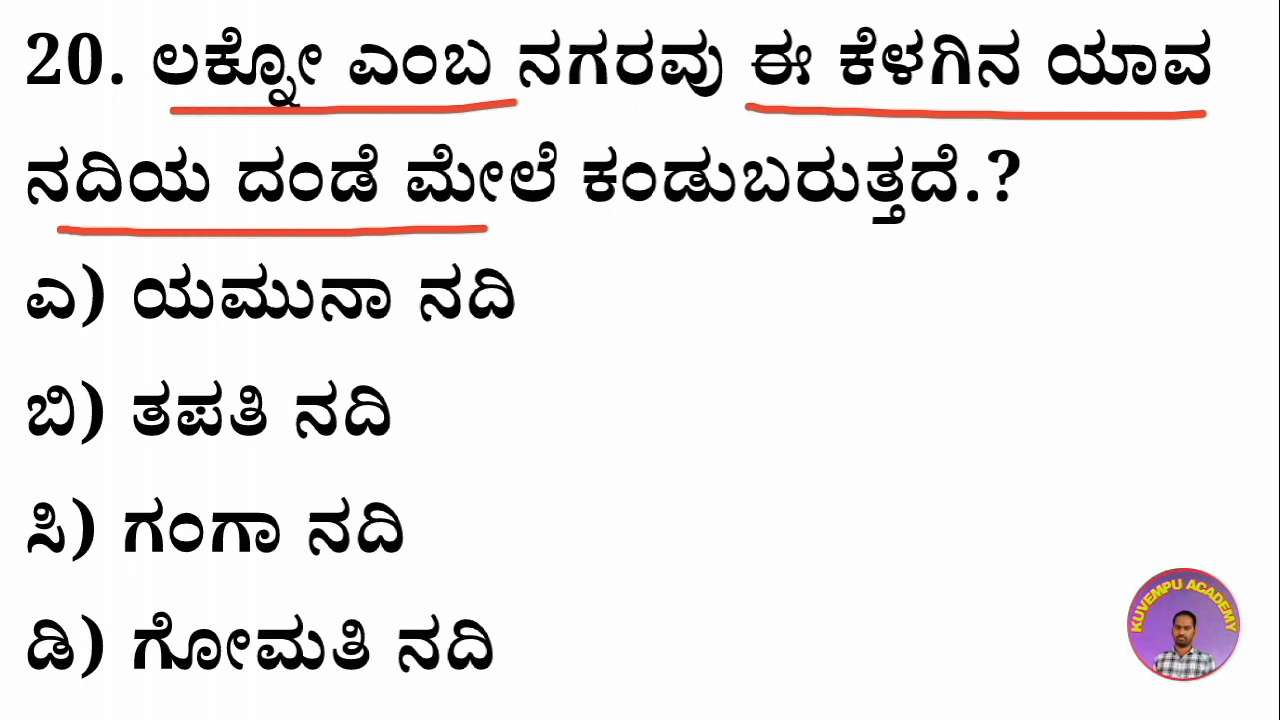 20. ಲಕ್ನೋ ಎಂಬ ನಗರವು ಈ ಕೆಳಗಿನ ಯಾವ
ನದಿಯ ದಂಡೆ ಮೇಲೆ ಕಂಡುಬರುತ್ತದೆ.?
ಎ) ಯಮುನಾ ನದಿ
ಬಿ) ತಪತಿ ನದಿ
ಸಿ) ಗಂಗಾ ನದಿ
ಡಿ) ಗೋಮತಿ ನದಿ
KUVEMPU ACADEMY